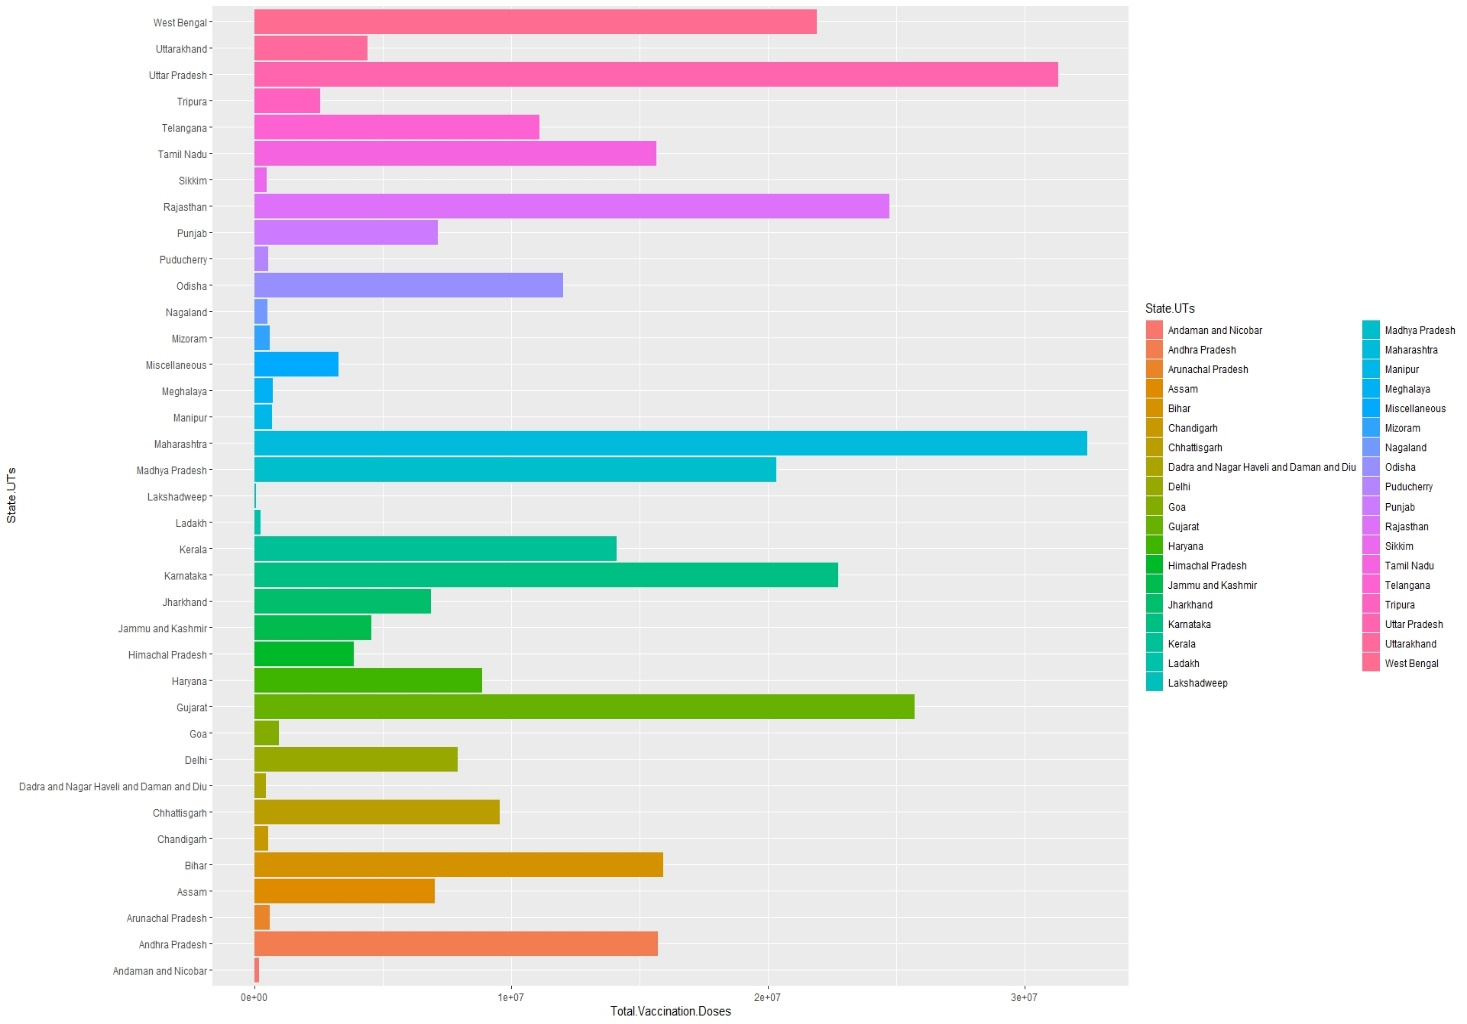 State.UTs
West Bengal
Uttarakhand
Uttar Pradesh
Tripura
Telangana
Tamil Nadu
Sikkim
Rajasthan
Punjab
Puducherry
Odisha
Nagaland
Mizoram
Miscellaneous
Meghalaya
Manipur
Maharashtra
Madhya Pradesh
Lakshadweep
Ladakh
Kerala
Karnataka
Jharkhand
Jammu and Kashmir
Himachal Pradesh
Haryana
Gujarat
Goa
Delhi
Dadra and Nagar Haveli and Daman and Diu
Chhattisgarh
Chandigarh
Bihar
Assam
Arunachal Pradesh
Andhra Pradesh
Andaman and Nicobar
0e+00 1e+07 2e+07 3e+07
Total.Vaccination.Doses
State.UTs
Andaman and Nicobar
Andhra Pradesh
Arunachal Pradesh
Assam
Bihar
Chandigarh
Chhattisgarh
Dadra and Nagar Haveli and Daman and Diu
Delhi
Goa
Gujarat
Haryana
Himachal Pradesh
Jammu and Kashmir
Jharkhand
Karnataka
Kerala
Ladakh
Lakshadweep
Madhya Pradesh
Maharashtra
Manipur
Meghalaya
Miscellaneous
Mizoram
Nagaland
Odisha
Puducherry
Punjab
Rajasthan
Sikkim
Tamil Nadu
Telangana
Tripura
Uttar Pradesh
Uttarakhand
West Bengal